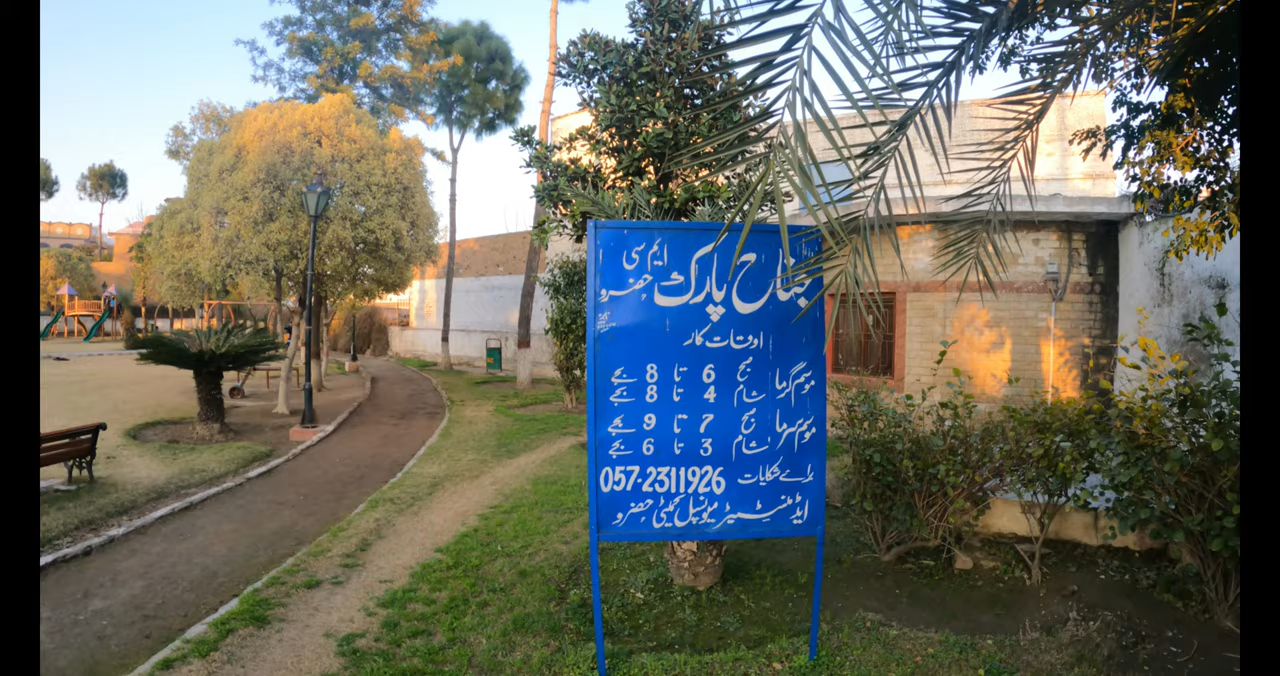 جناح پارک ایم سی حضرو
اوقات کار
موسم گرما صبح 6 تا 8 بجے
شام 4 تا 8 بجے
موسم سرما صبح 7 تا 9 بجے
شام 3 تا 6 بجے
برائے شکایات 057-2311926
ایڈمنسٹریٹر میونسپل کمیٹی حضرو